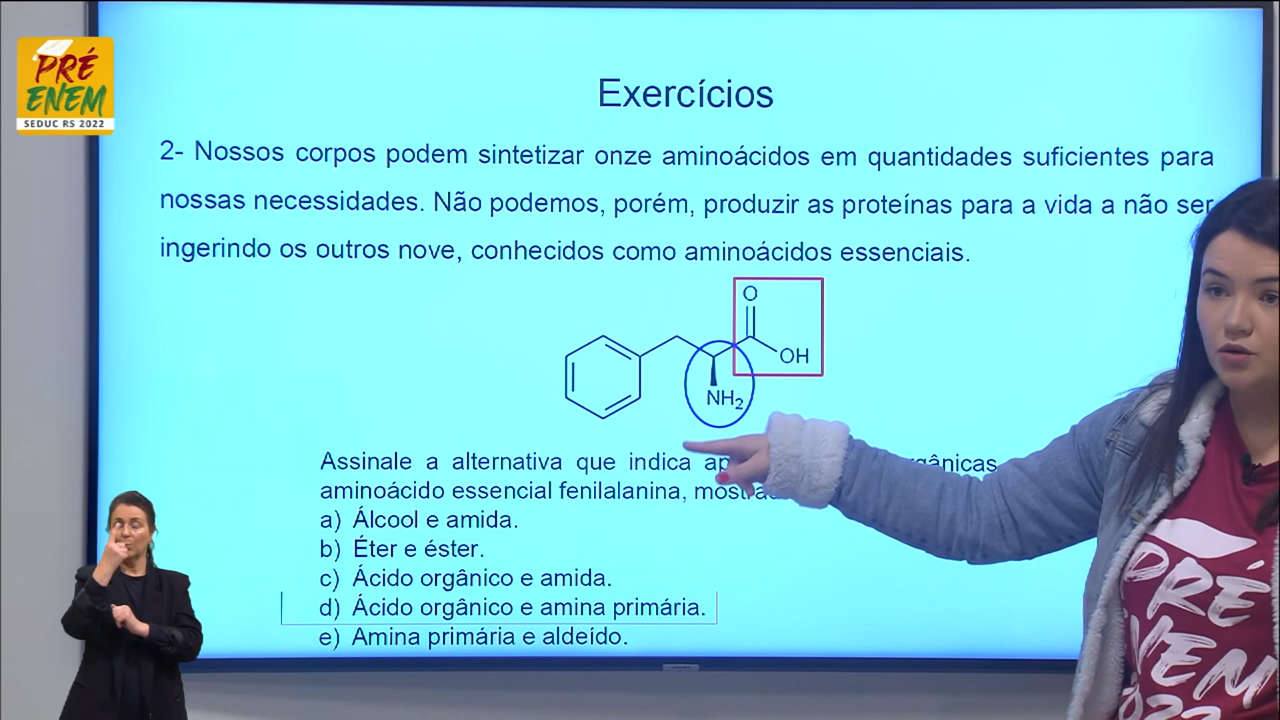 PRÉ
ENEM
SEDUC RS 2022
Exercícios
2- Nossos corpos podem sintetizar onze aminoácidos em quantidades suficientes para
nossas necessidades. Não podemos, porém, produzir as proteínas para a vida a não ser
ingerindo os outros nove, conhecidos como aminoácidos essenciais.
O
OH
NH2
Assinale a alternativa que indica
aminoácido essencial fenilalanina,
a) Álcool e amida.
b) Éter e éster.
c) Ácido orgânico e amida.
d) Ácido orgânico e amina primária.
e) Amina primária e aldeído.
PRÉ